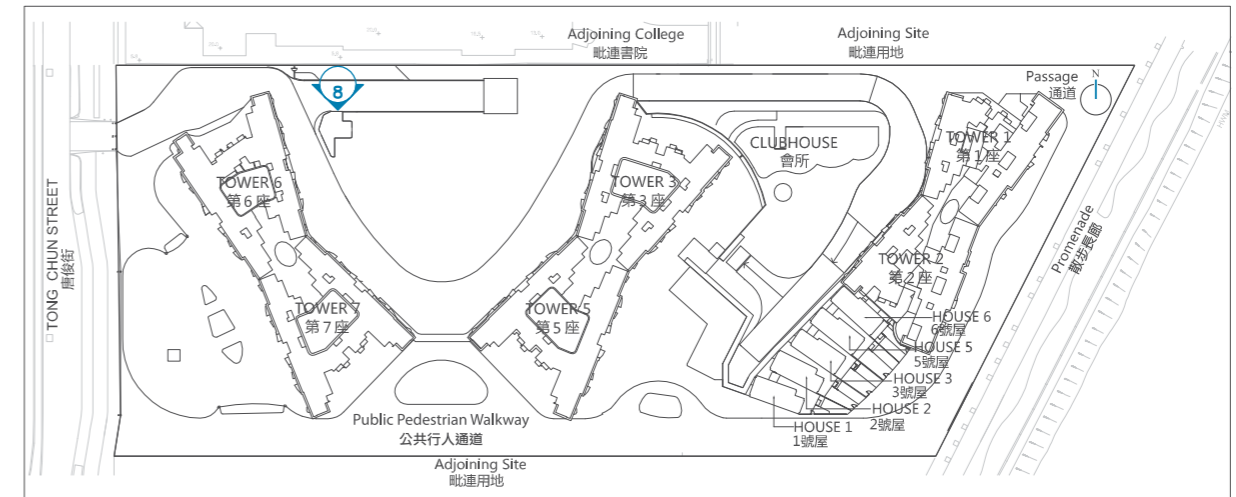 Adjoining College
毗連書院
Adjoining Site
毗連用地
Passage
通道
N
8
TONG CHUN STREET
唐俊街
TOWER 6
第6座
TOWER 3
第3座
CLUBHOUSE
會所
TOWER 1
第1座
TOWER 2
第2座
Promenade
散步長廊
TOWER 7
第7座
TOWER 5
第5座
HOUSE 6
6號屋
HOUSE 5
5號屋
HOUSE 3
3號屋
HOUSE 2
2號屋
HOUSE 1
1號屋
Public Pedestrian Walkway
公共行人通道
Adjoining Site
毗連用地